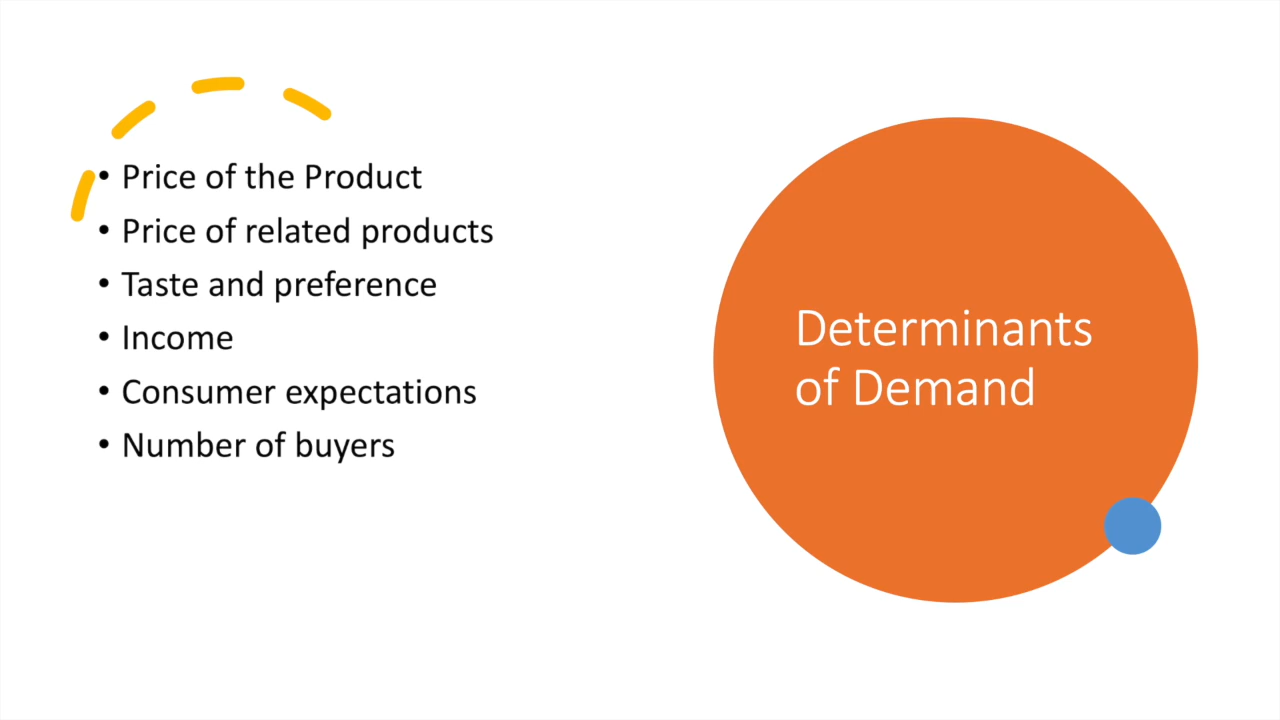 • Price of the Product
• Price of related products
• Taste and preference
• Income
• Consumer expectations
• Number of buyers
Determinants
of Demand